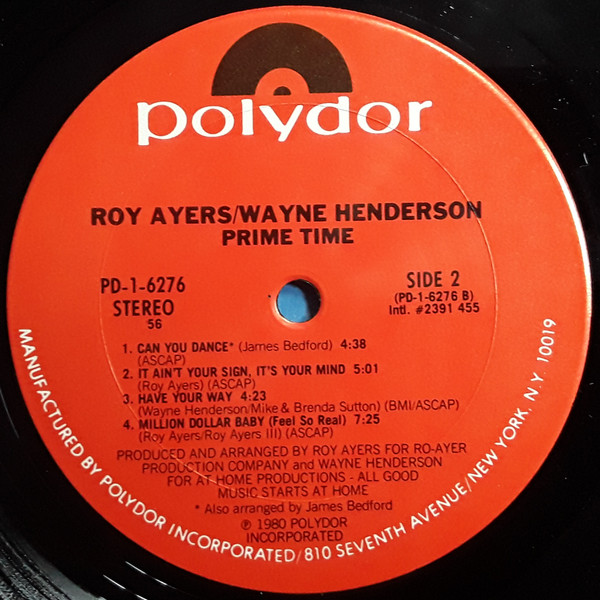 polydor
ROY AYERS/WAYNE HENDERSON
PRIME TIME
PD-1-6276
STEREO
56
SIDE 2
(PD-1-6276 B)
Intl. #2391 455
1. CAN YOU DANCE* (James Bedford) 4:38
(ASCAP)
2. IT AIN'T YOUR SIGN, IT'S YOUR MIND 5:01
(Roy Ayers) (ASCAP)
3. HAVE YOUR WAY 4:23
(Wayne Henderson/Mike & Brenda Sutton) (BMI/ASCAP)
4. MILLION DOLLAR BABY (Feel So Real) 7:25
(Roy Ayers/Roy Ayers III) (ASCAP)
PRODUCED AND ARRANGED BY ROY AYERS FOR RO-AYER
PRODUCTION COMPANY and WAYNE HENDERSON
FOR AT HOME PRODUCTIONS - ALL GOOD
MUSIC STARTS AT HOME
* Also arranged by James Bedford
℗ 1980 POLYDOR
INCORPORATED
MANUFACTURED BY POLYDOR INCORPORATED/810 SEVENTH AVENUE/NEW YORK, N.Y. 10019